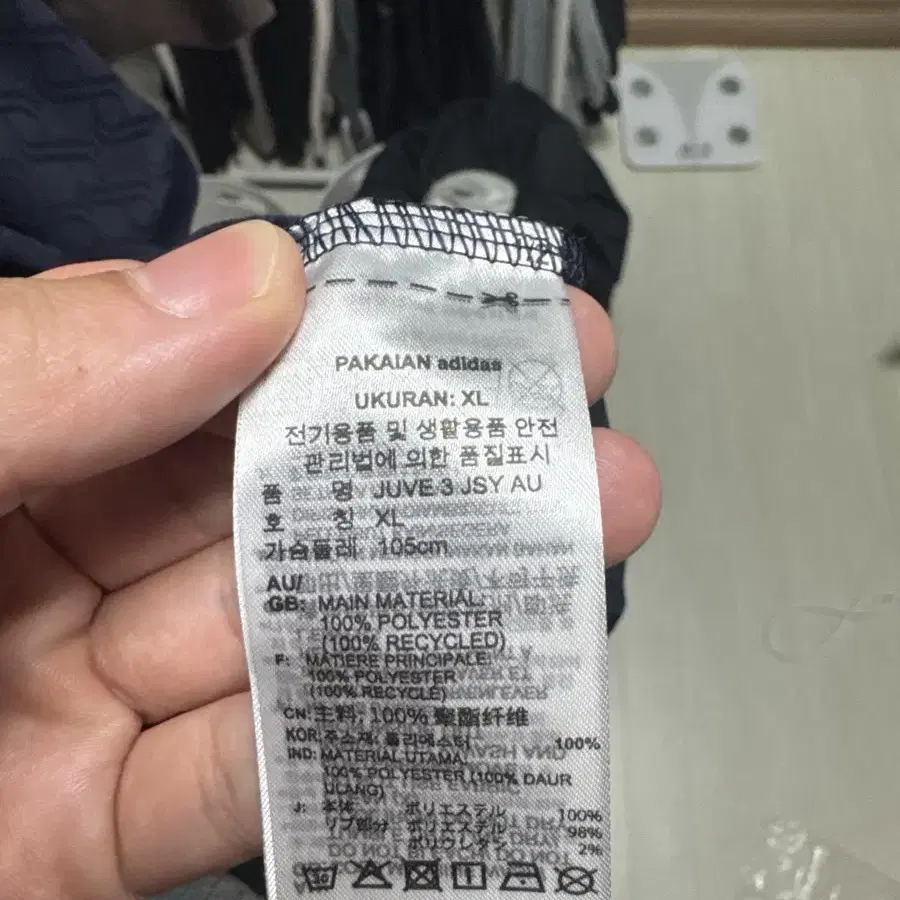 PAKAIAN adidas
UKURAN: XL
전기용품 및 생활용품 안전
관리법에 의한 품질표시
품 명 JUVE 3 JSY AU
호 칭 XL
가슴둘레 105cm
AU/
GB: MAIN MATERIAL:
100% POLYESTER
(100% RECYCLED)
F: MATIERE PRINCIPALE:
100% POLYESTER
(100% RECYCLÉ)
CN: 主料: 100% 聚酯纤维
KOR: 주소재: 폴리에스터 100%
IND: MATERIAL UTAMA:
100% POLYESTER (100% DAUR
ULANG)
J: 本体 ポリエステル 100%
リブ部分 ポリエステル 98%
ポリウレタン 2%
30